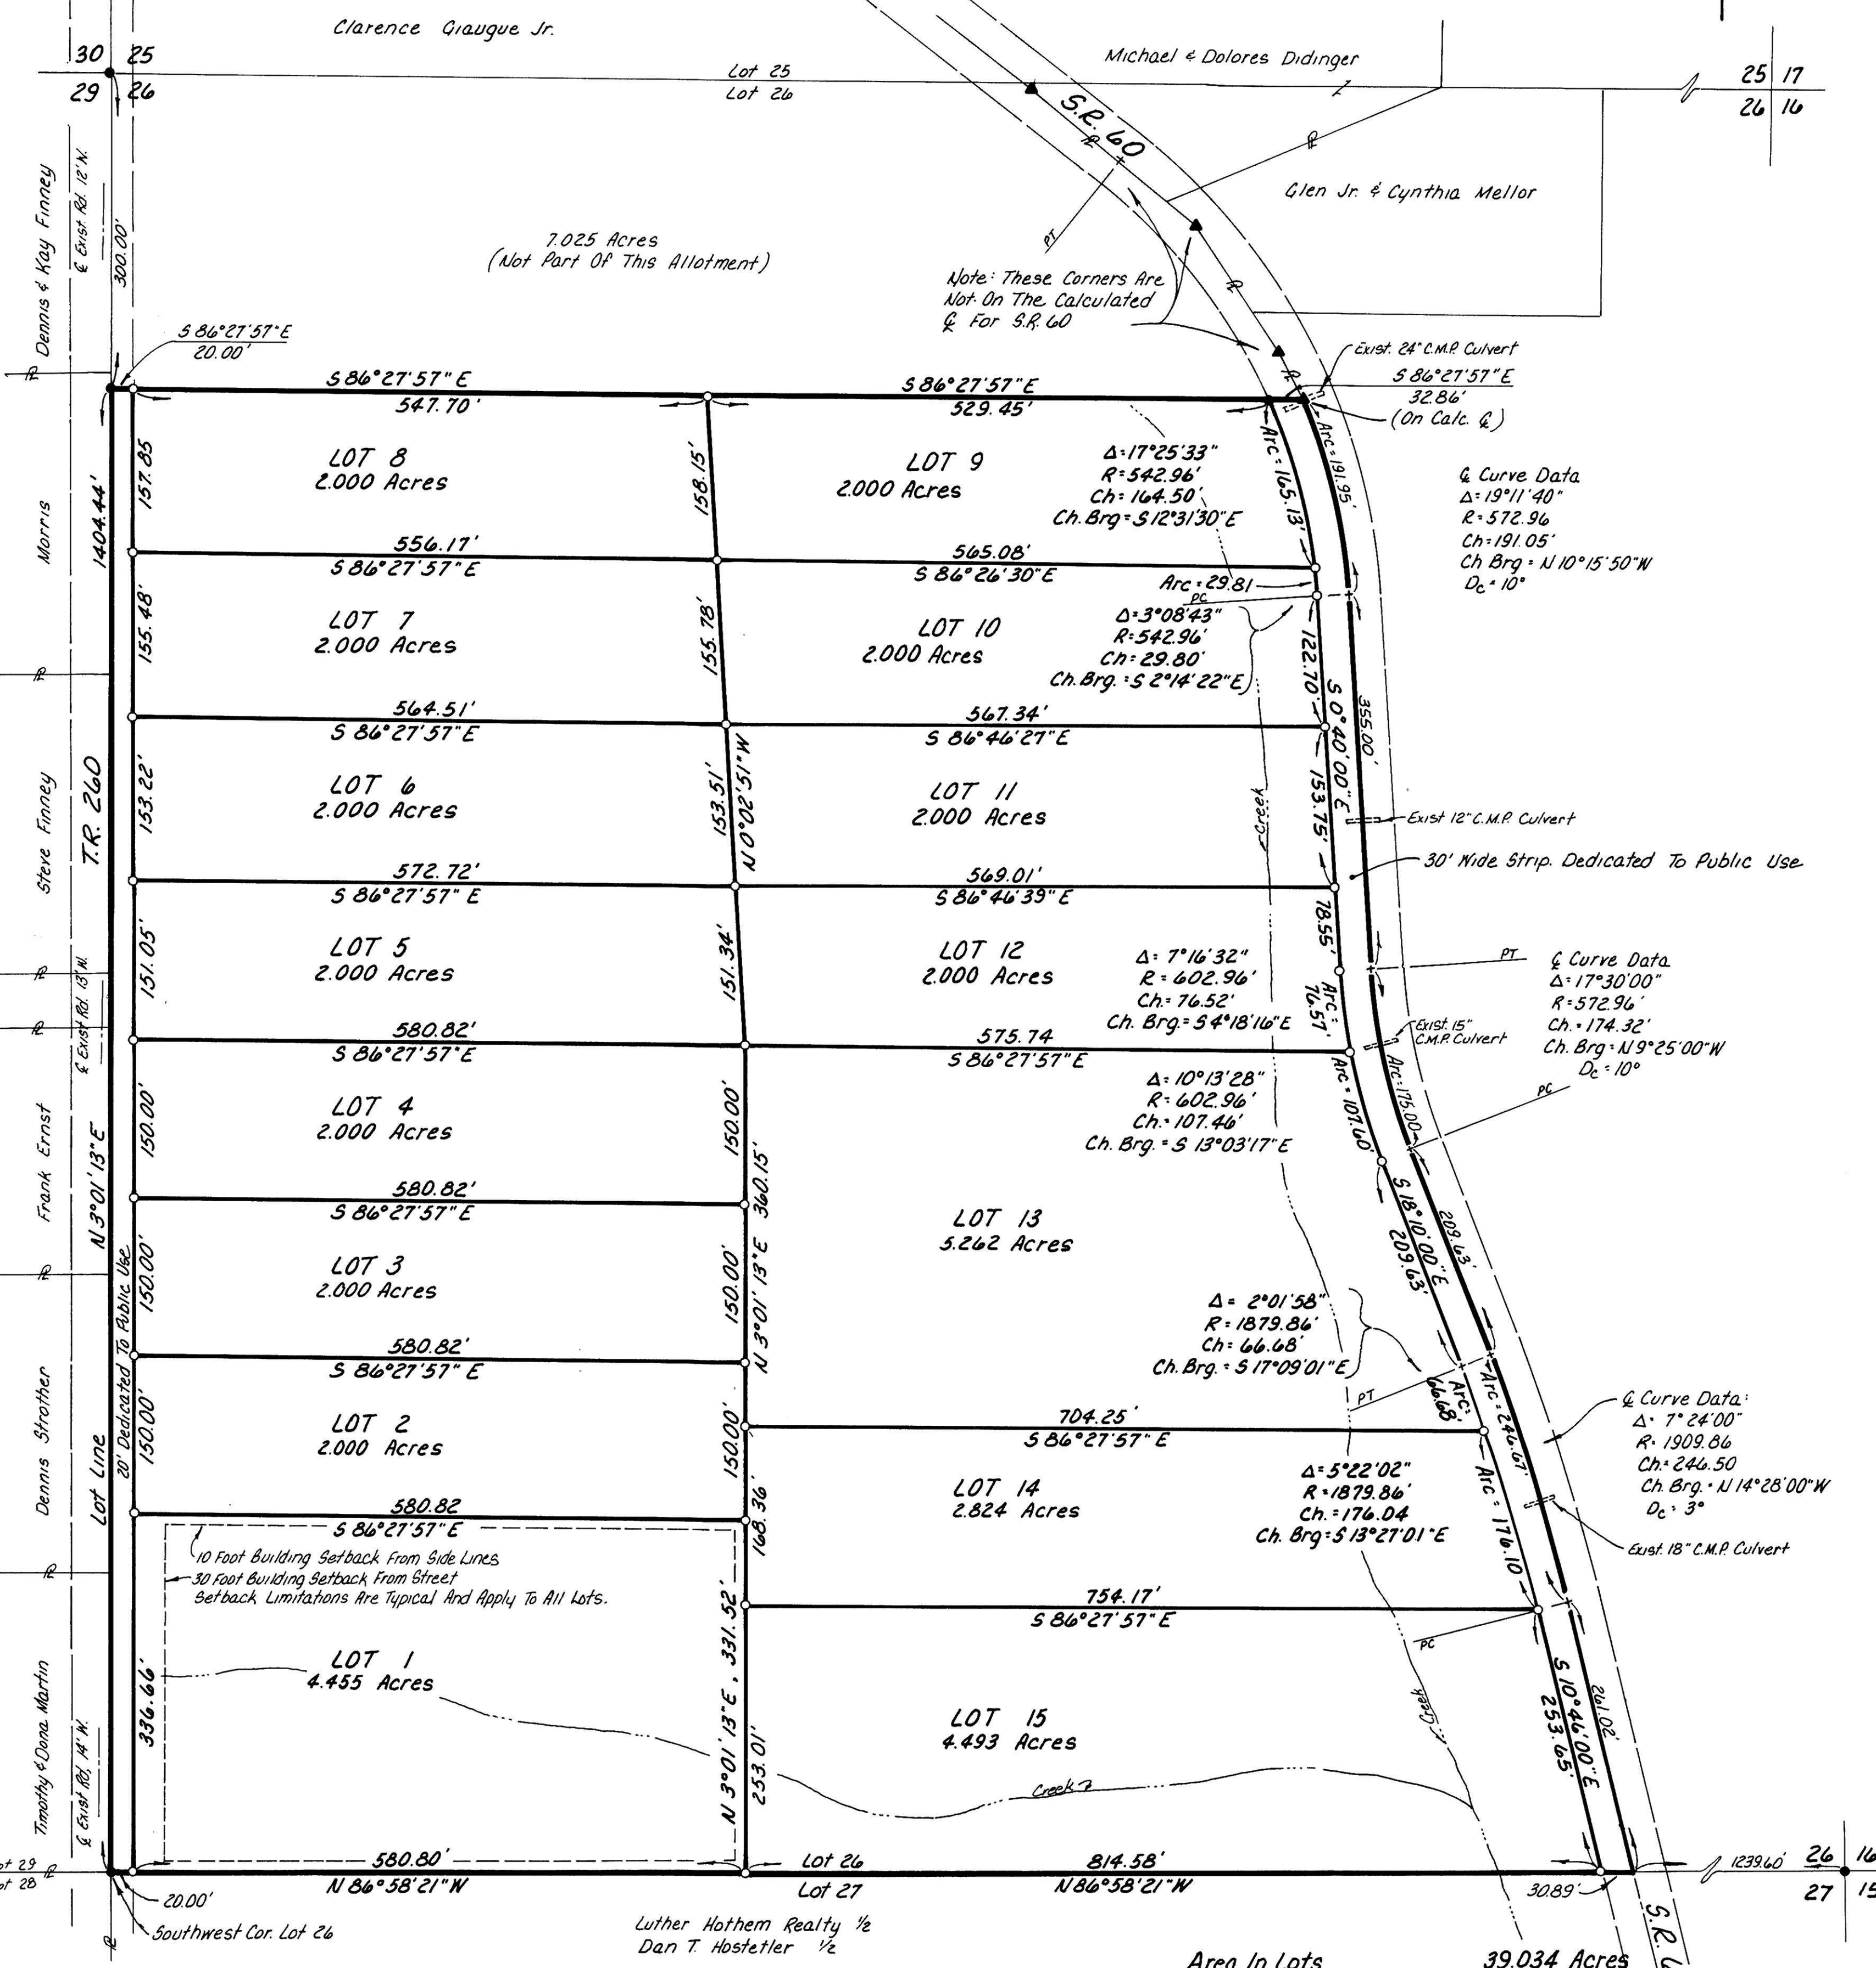 Clarence Giauque Jr.
Michael & Dolores Didinger
30 25
29 26
Lot 25
Lot 26
25 17
26 16
S.R. 60
Glen Jr. & Cynthia Mellor
PT
7.025 Acres
(Not Part Of This Allotment)
Note: These Corners Are
Not On The Calculated
℄ For S.R. 60
Dennis & Kay Finney
℄ Exist. Rd. 12' W.
300.00'
S 86°27'57"E
20.00'
Exist. 24" C.M.P. Culvert
S 86°27'57"E
32.86'
(On Calc. ℄)
S 86°27'57"E
547.70'
S 86°27'57"E
529.45'
Arc = 165.13'
Arc = 191.95'
157.85
LOT 8
2.000 Acres
158.15'
LOT 9
2.000 Acres
Δ = 17°25'33"
R = 542.96'
Ch = 164.50'
Ch. Brg = S 12°31'30"E
℄ Curve Data
Δ = 19°11'40"
R = 572.96
Ch = 191.05'
Ch Brg = N 10°15'50"W
Dc = 10°
Morris
1404.44'
556.17'
S 86°27'57"E
565.08'
S 86°26'30"E
Arc = 29.81
PC
155.48'
LOT 7
2.000 Acres
155.78'
LOT 10
2.000 Acres
Δ = 3°08'43"
R = 542.96'
Ch = 29.80'
Ch. Brg. = S 2°14'22"E
122.70'
S 0°40'00"E
355.00'
564.51'
S 86°27'57"E
567.34'
S 86°46'27"E
Steve Finney
T.R. 260
153.22'
LOT 6
2.000 Acres
153.51'
N 0°02'51"W
LOT 11
2.000 Acres
Creek
153.75'
Exist 12" C.M.P. Culvert
30' Wide Strip. Dedicated To Public Use
572.72'
S 86°27'57"E
569.01'
S 86°46'39"E
78.55'
℄ Exist Rd. 13' W.
151.05'
LOT 5
2.000 Acres
151.34'
LOT 12
2.000 Acres
Δ = 7°16'32"
R = 602.96'
Ch = 76.52'
Ch. Brg. = S 4°18'16"E
Arc =
76.57'
PT
℄ Curve Data
Δ = 17°30'00"
R = 572.96'
Ch. = 174.32'
Ch. Brg = N 9°25'00"W
Dc = 10°
Exist. 15"
C.M.P. Culvert
580.82'
S 86°27'57"E
575.74
S 86°27'57"E
Arc = 107.60'
Arc = 175.00'
PC
Frank Ernst
N 3°01'13"E
150.00'
LOT 4
2.000 Acres
150.00'
360.15'
Δ = 10°13'28"
R = 602.96'
Ch. = 107.46'
Ch. Brg. = S 13°03'17"E
580.82'
S 86°27'57"E
LOT 13
5.262 Acres
S 18°10'00"E
209.63'
209.63'
20' Dedicated To Public Use
150.00'
LOT 3
2.000 Acres
150.00'
N 3°01'13"E
Δ = 2°01'58"
R = 1879.86'
Ch = 66.68'
Ch. Brg. = S 17°09'01"E
580.82'
S 86°27'57"E
PT
Arc =
66.68'
Arc = 246.67'
Dennis Strother
Lot Line
150.00'
LOT 2
2.000 Acres
150.00'
704.25'
S 86°27'57"E
℄ Curve Data:
Δ = 7°24'00"
R = 1909.86
Ch. = 246.50
Ch. Brg. = N 14°28'00"W
Dc = 3°
580.82
S 86°27'57"E
168.36'
LOT 14
2.824 Acres
Δ = 5°22'02"
R = 1879.86'
Ch. = 176.04
Ch. Brg = S 13°27'01"E
Arc = 176.10
Exist. 18" C.M.P. Culvert
10 Foot Building Setback From Side Lines
30 Foot Building Setback From Street
Setback Limitations Are Typical And Apply To All Lots.
754.17'
S 86°27'57"E
PC
Timothy & Dona Martin
℄ Exist Rd, 14' W.
336.66'
LOT 1
4.455 Acres
N 3°01'13"E, 331.52'
253.01'
LOT 15
4.493 Acres
Creek
Creek
S 10°46'00"E
253.65'
261.02'
580.80'
N 86°58'21"W
Lot 26
Lot 27
814.58'
N 86°58'21"W
30.89'
1239.60'
26 16
27 15
ot 29
ot 28
20.00'
Southwest Cor. Lot 26
Luther Hothem Realty ½
Dan T. Hostetler ½
S.R.
Area In Lots 39.034 Acres